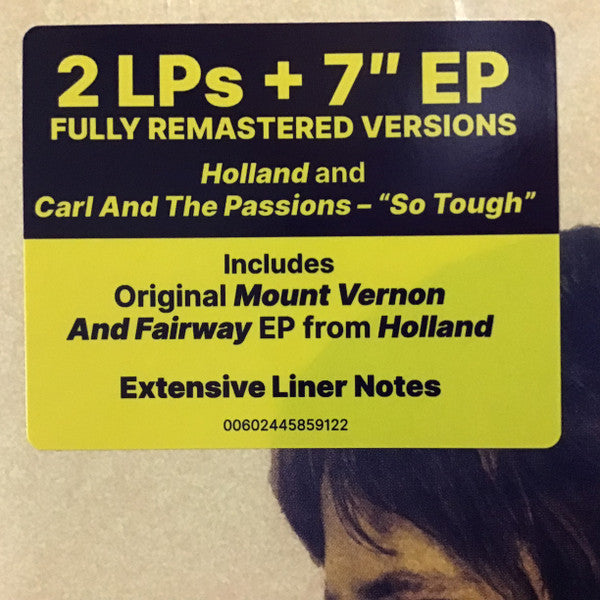 2 LPs + 7" EP
FULLY REMASTERED VERSIONS
Holland and
Carl And The Passions – “So Tough”
Includes
Original Mount Vernon
And Fairway EP from Holland
Extensive Liner Notes
00602445859122